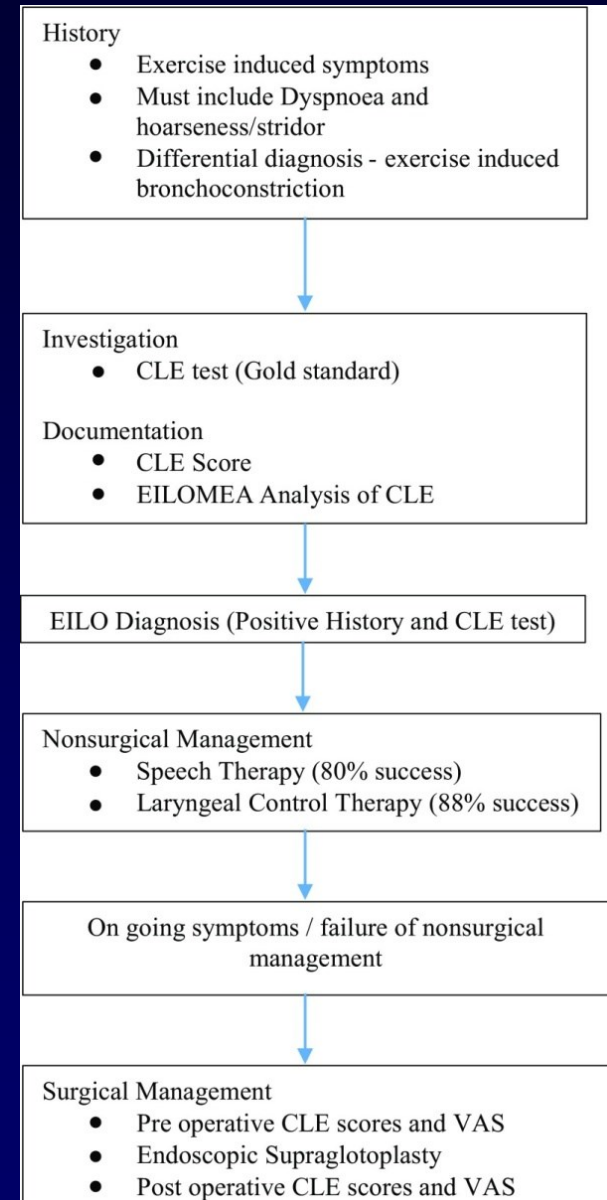 History
● Exercise induced symptoms
● Must include Dyspnoea and
hoarseness/stridor
● Differential diagnosis - exercise induced
bronchoconstriction
Investigation
● CLE test (Gold standard)
Documentation
● CLE Score
● EILOMEA Analysis of CLE
EILO Diagnosis (Positive History and CLE test)
Nonsurgical Management
● Speech Therapy (80% success)
● Laryngeal Control Therapy (88% success)
On going symptoms / failure of nonsurgical
management
Surgical Management
● Pre operative CLE scores and VAS
● Endoscopic Supraglotoplasty
● Post operative CLE scores and VAS